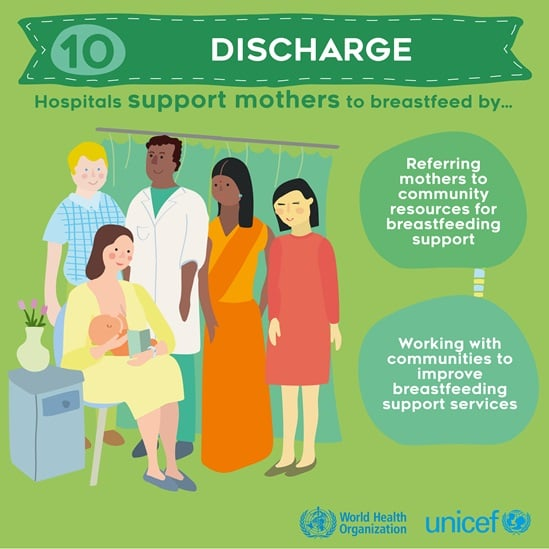 10 DISCHARGE
Hospitals support mothers to breastfeed by...
Referring
mothers to
community
resources for
breastfeeding
support
Working with
communities to
improve
breastfeeding
support services
World Health
Organization
unicef